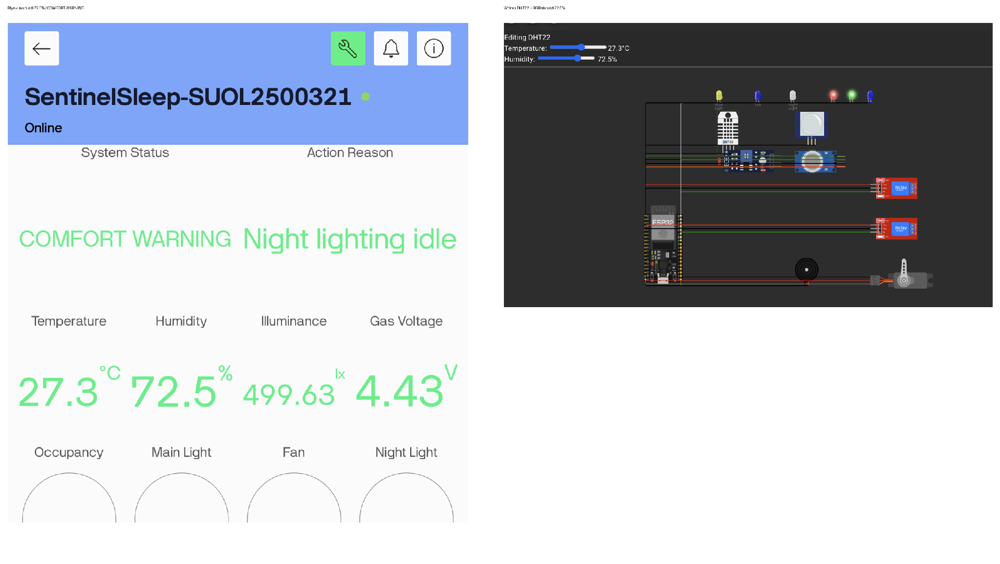 Blynk mobile 72.5% / COMFORT WARNING
SentinelSleep-SUOL2500321
Online
System Status
Action Reason
COMFORT WARNING
Night lighting idle
Temperature
Humidity
Illuminance
Gas Voltage
27.3 °C
72.5 %
499.63 lx
4.43 V
Occupancy
Main Light
Fan
Night Light
Wokwi DHT22 – RGB status 72.5%
Editing DHT22
Temperature: 27.3°C
Humidity: 72.5%
Main Light
Fan
Night Light
DHT22
Relay
ESP32
Relay